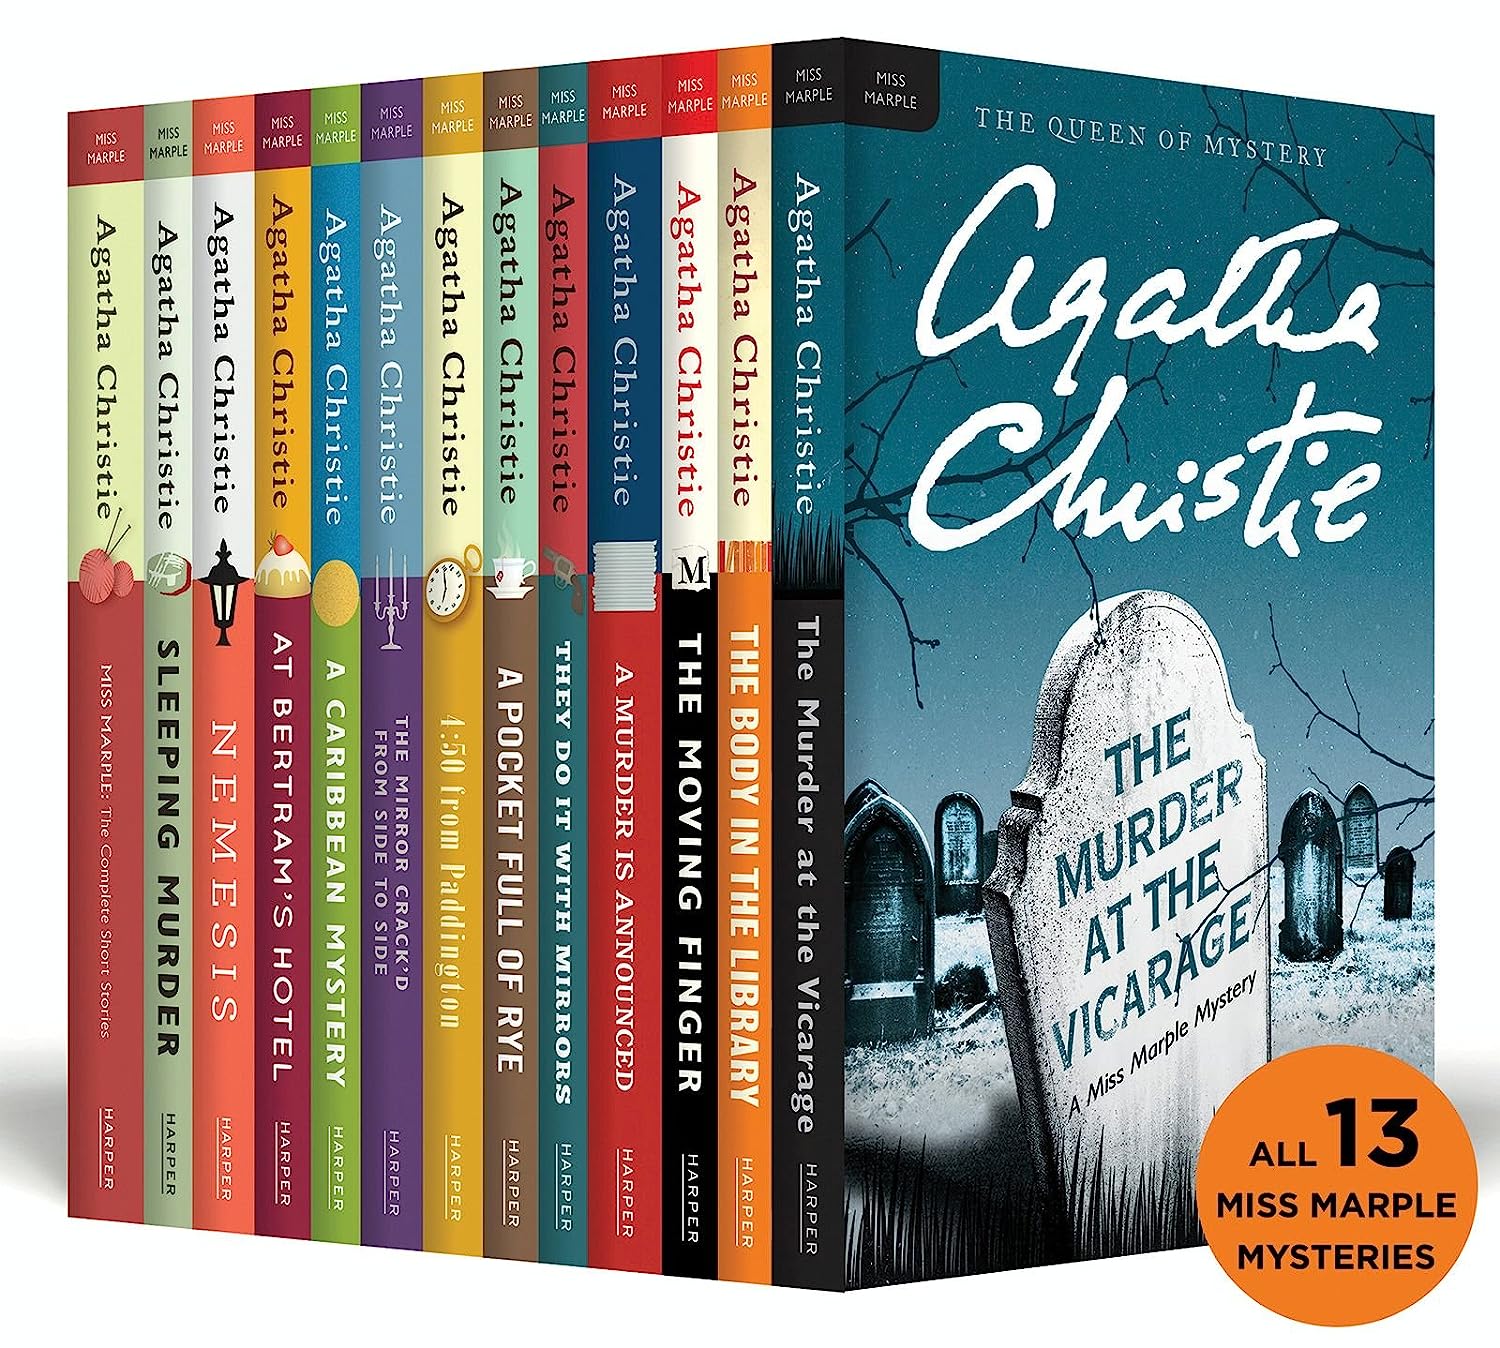 MISS
MARPLE
Agatha Christie
MISS MARPLE: The Complete Short Stories
HARPER
MISS
MARPLE
Agatha Christie
SLEEPING MURDER
HARPER
MISS
MARPLE
Agatha Christie
NEMESIS
HARPER
MISS
MARPLE
Agatha Christie
AT BERTRAM'S HOTEL
HARPER
MISS
MARPLE
Agatha Christie
A CARIBBEAN MYSTERY
HARPER
MISS
MARPLE
Agatha Christie
THE MIRROR CRACK'D
FROM SIDE TO SIDE
HARPER
MISS
MARPLE
Agatha Christie
4:50 from Paddington
HARPER
MISS
MARPLE
Agatha Christie
A POCKET FULL OF RYE
HARPER
MISS
MARPLE
Agatha Christie
THEY DO IT WITH MIRRORS
HARPER
MISS
MARPLE
Agatha Christie
A MURDER IS ANNOUNCED
HARPER
MISS
MARPLE
Agatha Christie
M
THE MOVING FINGER
HARPER
MISS
MARPLE
Agatha Christie
THE BODY IN THE LIBRARY
HARPER
MISS
MARPLE
Agatha Christie
The Murder at the Vicarage
HARPER
MISS
MARPLE
THE QUEEN OF MYSTERY
Agatha
Christie
THE
MURDER
AT THE
VICARAGE
A Miss Marple Mystery
ALL 13
MISS MARPLE
MYSTERIES